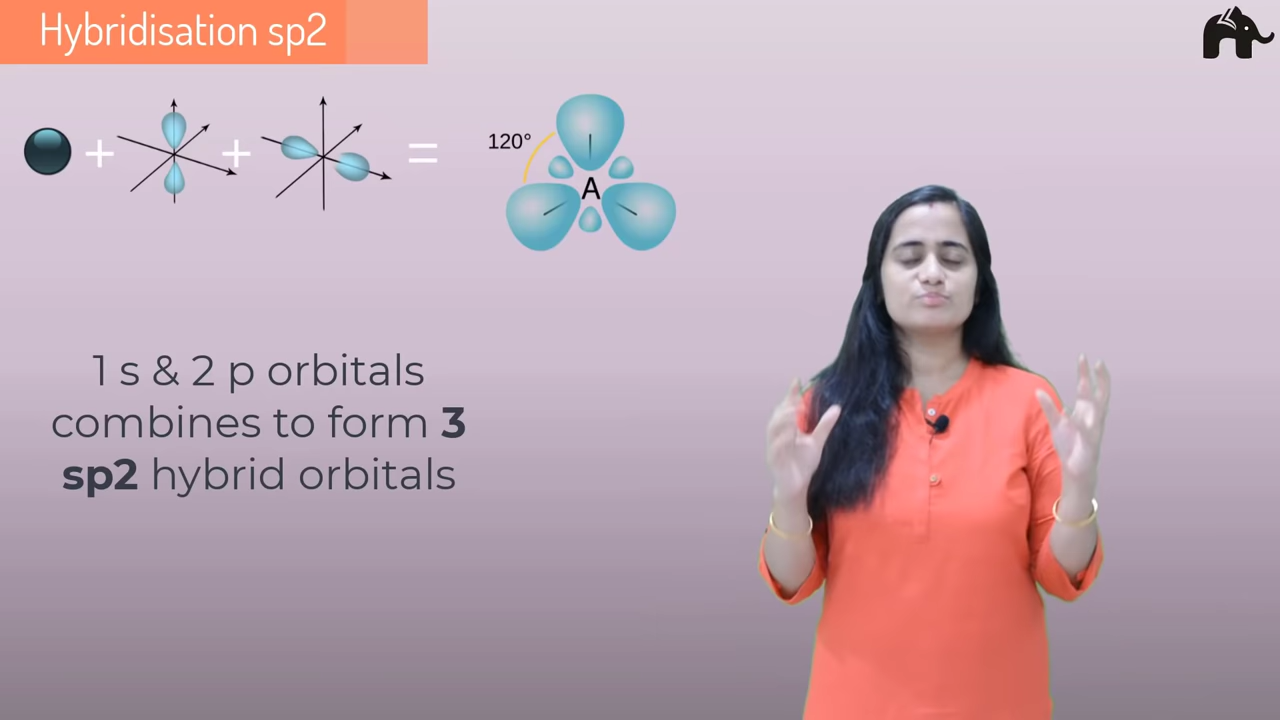 Hybridisation sp2
+ + =
120°
A
1 s & 2 p orbitals
combines to form 3
sp2 hybrid orbitals